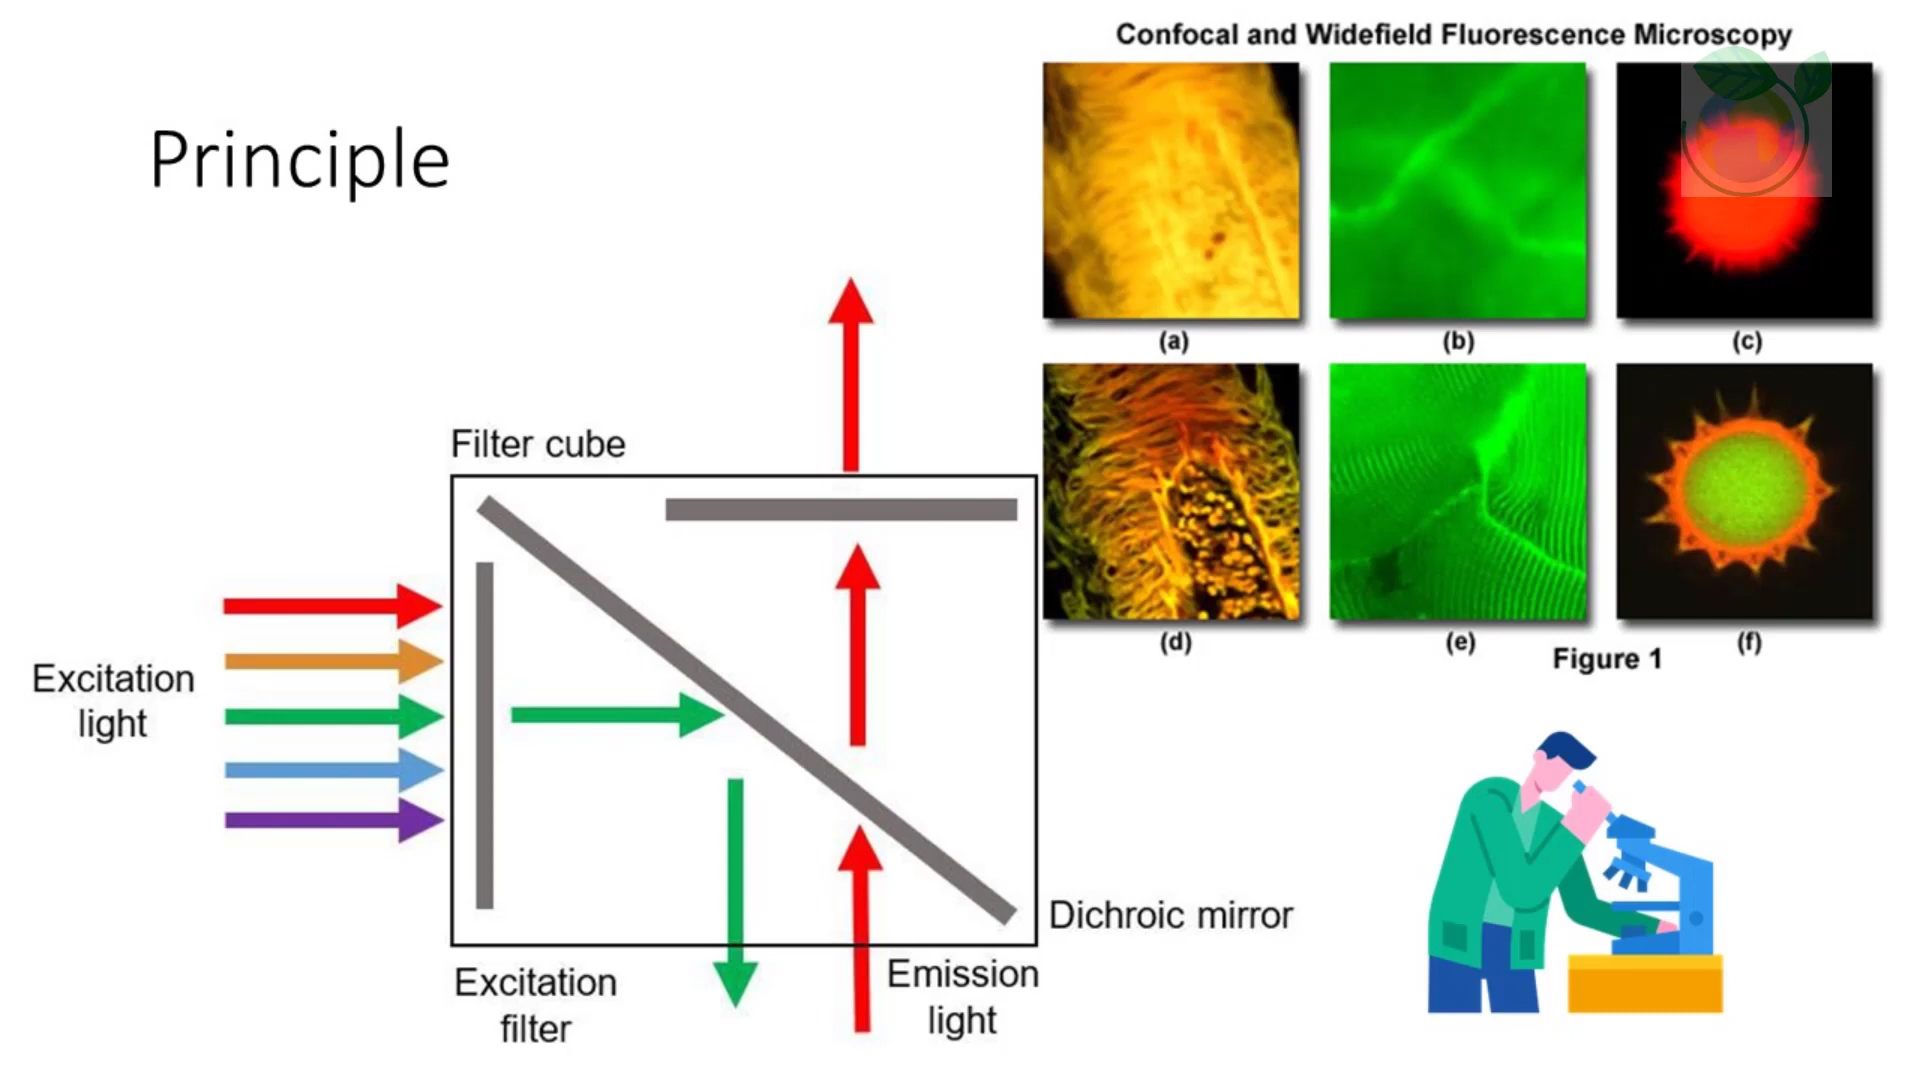 Principle
Confocal and Widefield Fluorescence Microscopy
(a)
(b)
(c)
(d)
(e)
(f)
Figure 1
Filter cube
Excitation
light
Dichroic mirror
Excitation
filter
Emission
light